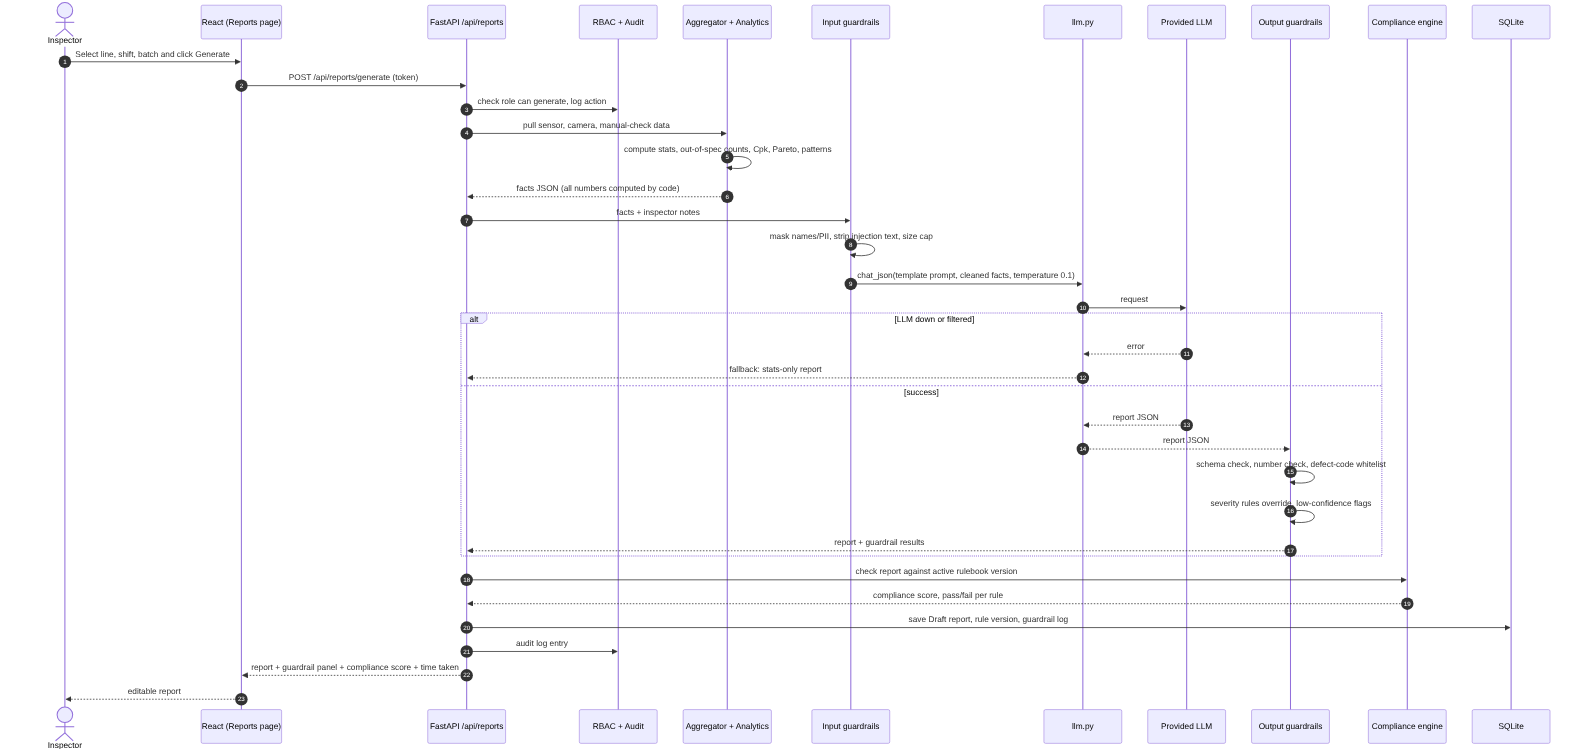 Inspector
React (Reports page)
FastAPI /api/reports
RBAC + Audit
Aggregator + Analytics
Input guardrails
llm.py
Provided LLM
Output guardrails
Compliance engine
SQLite
1 Select line, shift, batch and click Generate
2 POST /api/reports/generate (token)
3 check role can generate, log action
4 pull sensor, camera, manual-check data
5 compute stats, out-of-spec counts, Cpk, Pareto, patterns
6 facts JSON (all numbers computed by code)
7 facts + inspector notes
8 mask names/PII, strip injection text, size cap
9 chat_json(template prompt, cleaned facts, temperature 0.1)
10 request
alt [LLM down or filtered]
11 error
12 fallback: stats-only report
[success]
13 report JSON
14 report JSON
15 schema check, number check, defect-code whitelist
16 severity rules override, low-confidence flags
17 report + guardrail results
18 check report against active rulebook version
19 compliance score, pass/fail per rule
20 save Draft report, rule version, guardrail log
21 audit log entry
22 report + guardrail panel + compliance score + time taken
23 editable report
Inspector
React (Reports page)
FastAPI /api/reports
RBAC + Audit
Aggregator + Analytics
Input guardrails
llm.py
Provided LLM
Output guardrails
Compliance engine
SQLite